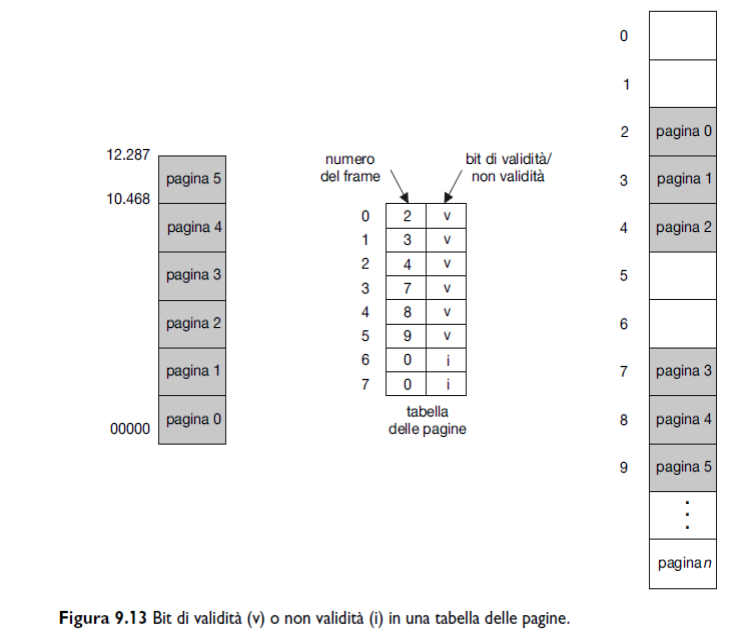 12.287
pagina 5
10.468
pagina 4
pagina 3
pagina 2
pagina 1
00000
pagina 0
numero
del frame
bit di validità/
non validità
0 2 v
1 3 v
2 4 v
3 7 v
4 8 v
5 9 v
6 0 i
7 0 i
tabella
delle pagine
0
1
2 pagina 0
3 pagina 1
4 pagina 2
5
6
7 pagina 3
8 pagina 4
9 pagina 5
pagina n
Figura 9.13 Bit di validità (v) o non validità (i) in una tabella delle pagine.